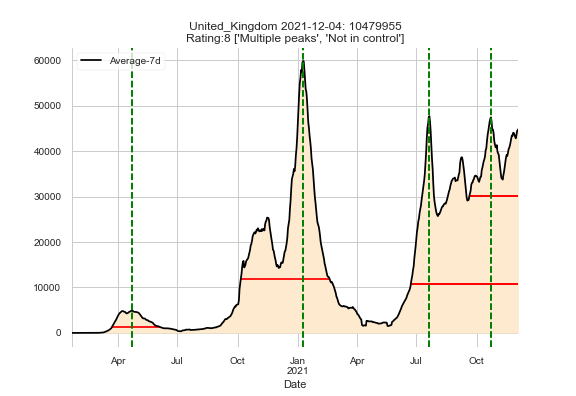 United_Kingdom 2021-12-04: 10479955
Rating:8 ['Multiple peaks', 'Not in control']
Average-7d
60000
50000
40000
30000
20000
10000
0
Apr Jul Oct Jan Apr Jul Oct
2021
Date